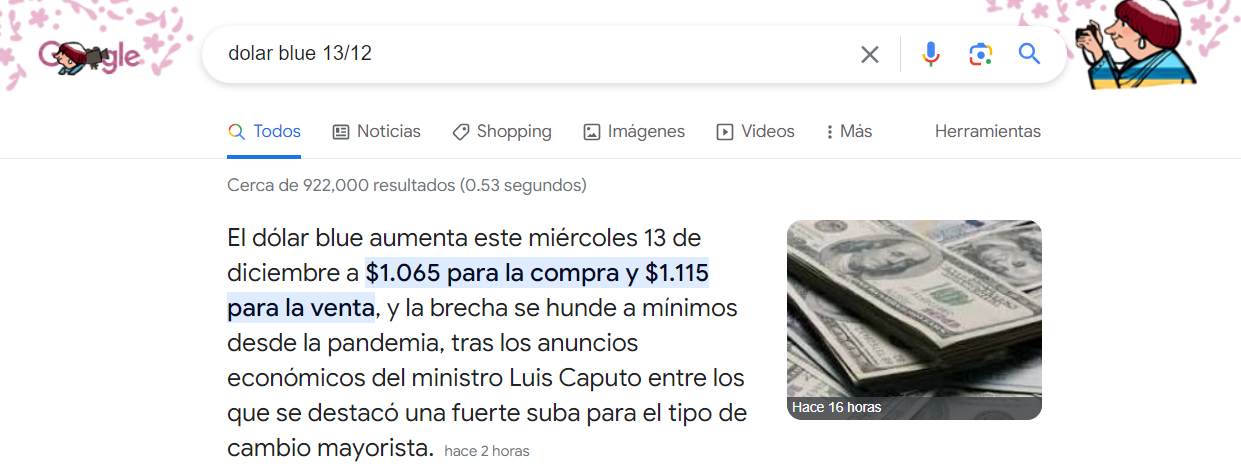 Google
dolar blue 13/12
Todos
Noticias
Shopping
Imágenes
Videos
Más
Herramientas
Cerca de 922,000 resultados (0.53 segundos)
El dólar blue aumenta este miércoles 13 de
diciembre a $1.065 para la compra y $1.115
para la venta, y la brecha se hunde a mínimos
desde la pandemia, tras los anuncios
económicos del ministro Luis Caputo entre los
que se destacó una fuerte suba para el tipo de
cambio mayorista. hace 2 horas
Hace 16 horas